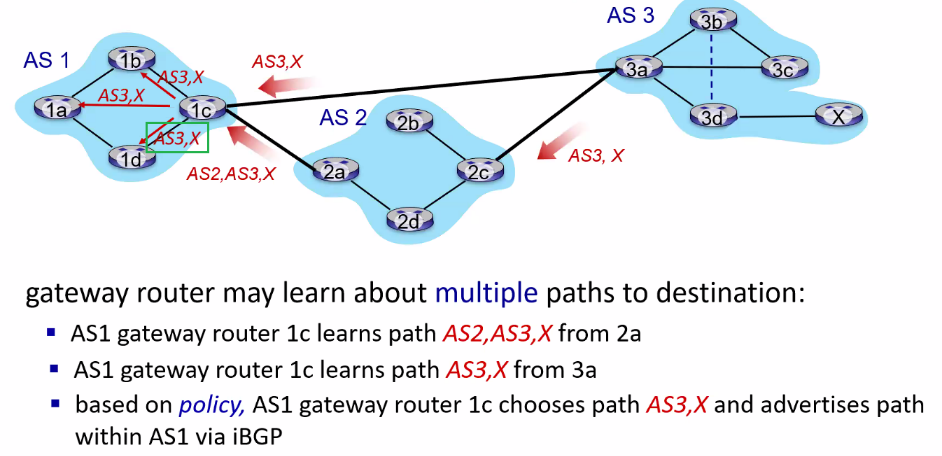 AS 3
3b
AS 1
1b
AS3,X
AS3,X
3a
3c
AS3,X
1a
1c
AS 2
2b
3d
X
AS3,X
1d
AS3, X
AS2,AS3,X
2a
2c
2d
gateway router may learn about multiple paths to destination:
▪ AS1 gateway router 1c learns path AS2,AS3,X from 2a
▪ AS1 gateway router 1c learns path AS3,X from 3a
▪ based on policy, AS1 gateway router 1c chooses path AS3,X and advertises path
within AS1 via iBGP